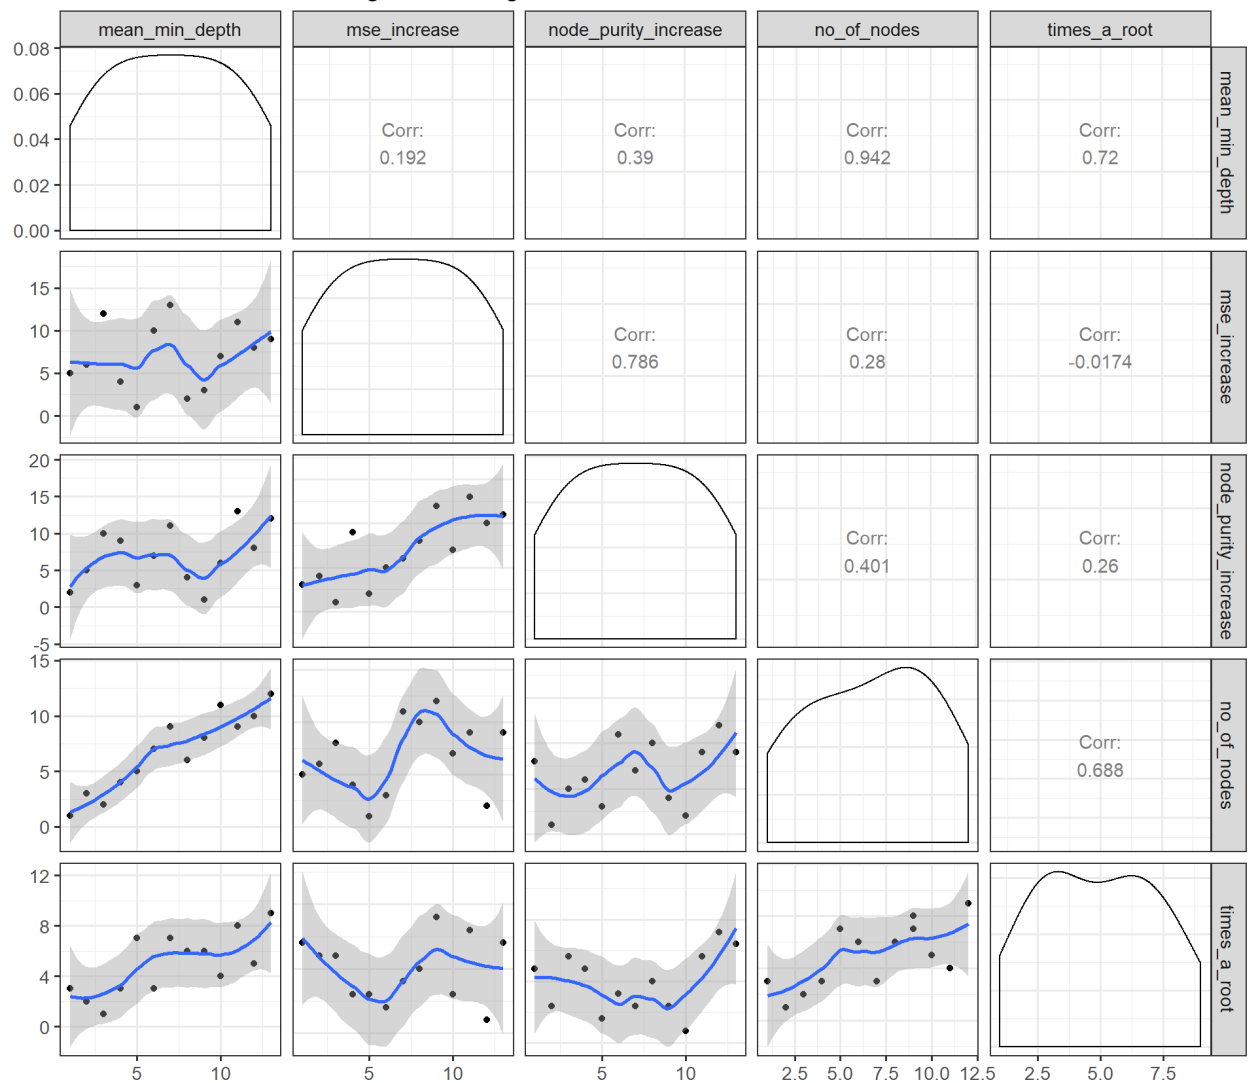 mean_min_depth
mse_increase
node_purity_increase
no_of_nodes
times_a_root
0.08
0.06
0.04
0.02
0.00
Corr:
0.192
Corr:
0.39
Corr:
0.942
Corr:
0.72
mean_min_depth
15
10
5
0
Corr:
0.786
Corr:
0.28
Corr:
-0.0174
mse_increase
20
15
10
5
0
-5
Corr:
0.401
Corr:
0.26
node_purity_increase
15
10
5
0
Corr:
0.688
no_of_nodes
12
8
4
0
times_a_root
5
10
5
10
5
10
2.5
5.0
7.5
10.0
12.5
2.5
5.0
7.5